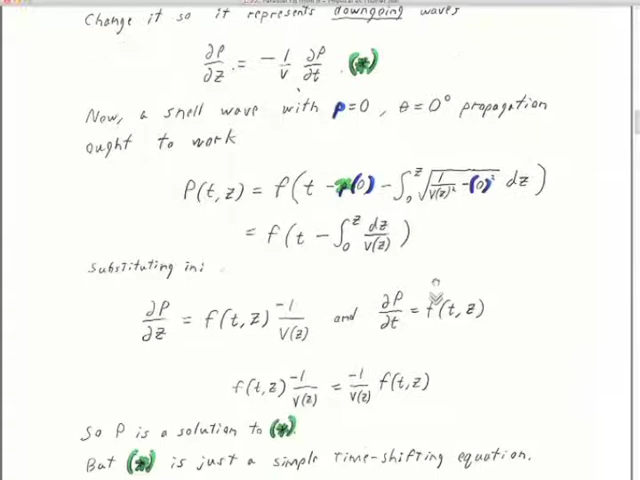 Change it so it represents downgoing waves
∂P/∂z = -1/v ∂P/∂t (*)
Now, a snell wave with p=0, θ=0° propagation
ought to work
P(t,z) = f(t - p(0) - ∫₀ᶻ √(1/v(z)² - (0)²) dz)
= f(t - ∫₀ᶻ dz/v(z))
Substituting in:
∂P/∂z = f(t,z) -1/v(z) and ∂P/∂t = f(t,z)
f(t,z) -1/v(z) = -1/v(z) f(t,z)
So P is a solution to (*).
But (*) is just a simple time-shifting equation.